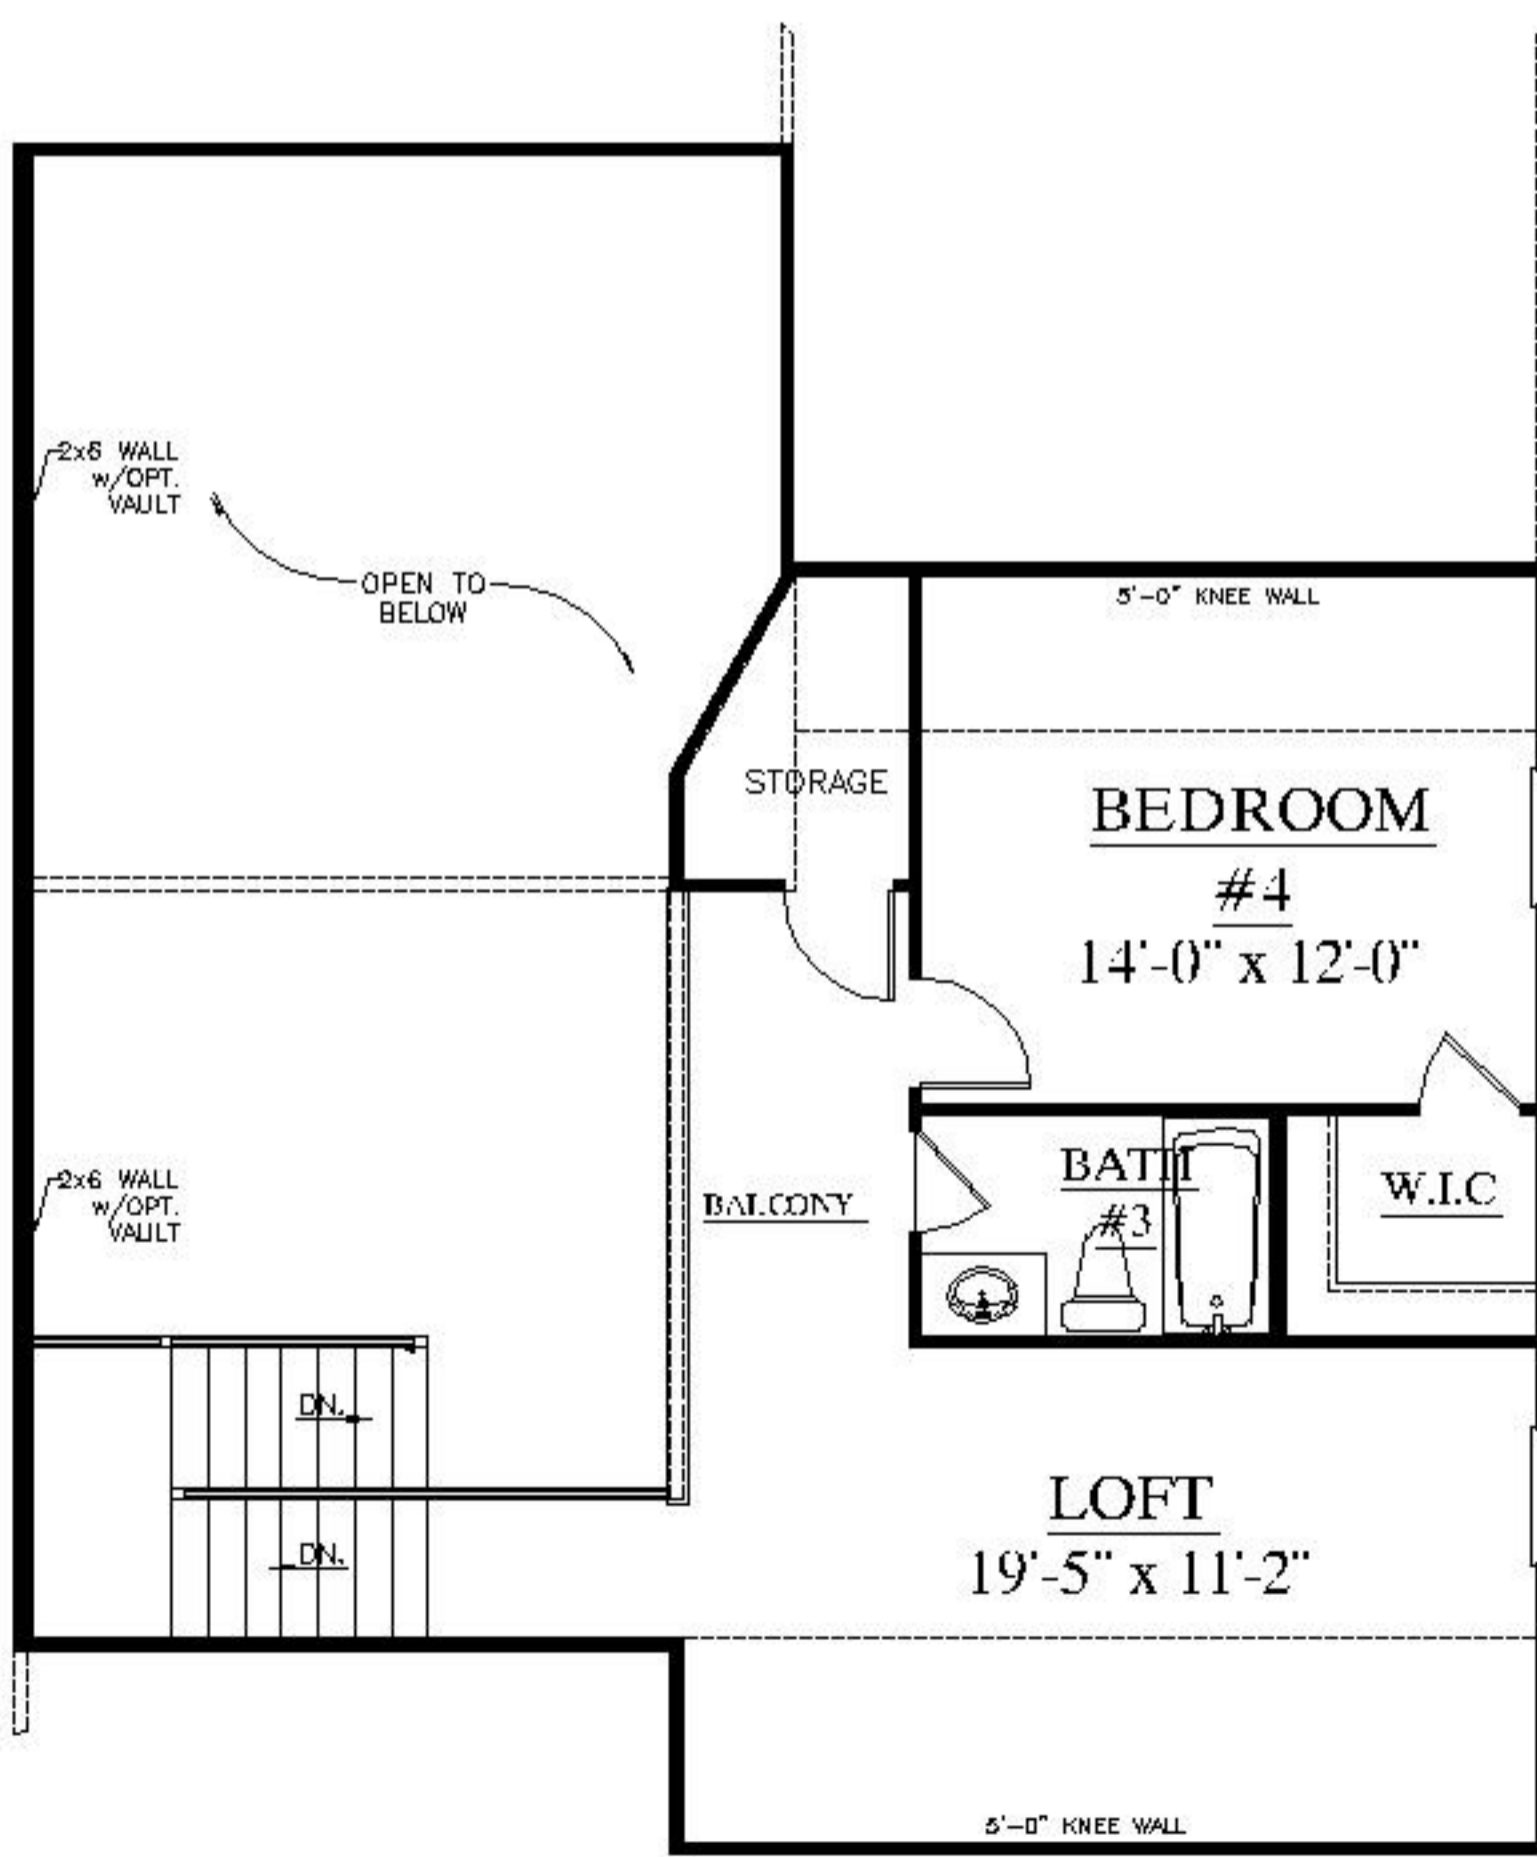 2x6 WALL
w/OPT.
VAULT
OPEN TO
BELOW
5'-0" KNEE WALL
STORAGE
BEDROOM
#4
14'-0" x 12'-0"
2x6 WALL
w/OPT.
VAULT
BALCONY
BATH
#3
W.I.C
DN.
DN.
LOFT
19'-5" x 11'-2"
5'-0" KNEE WALL